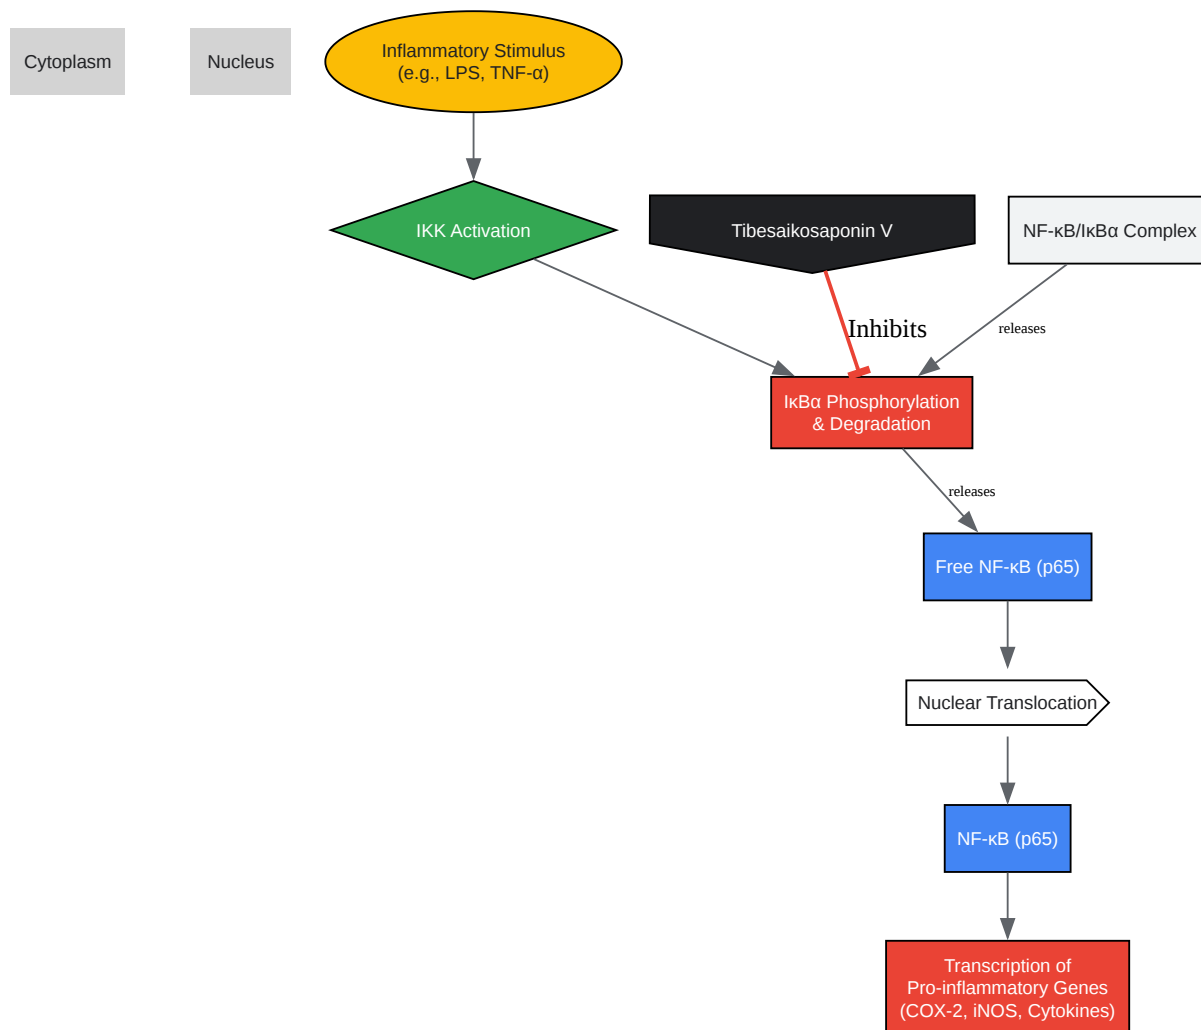 Cytoplasm
Nucleus
Inflammatory Stimulus
(e.g., LPS, TNF-α)
IKK Activation
Tibesaikosaponin V
NF-κB/IκBα Complex
Inhibits
releases
IκBα Phosphorylation
& Degradation
releases
Free NF-κB (p65)
Nuclear Translocation
NF-κB (p65)
Transcription of
Pro-inflammatory Genes
(COX-2, iNOS, Cytokines)